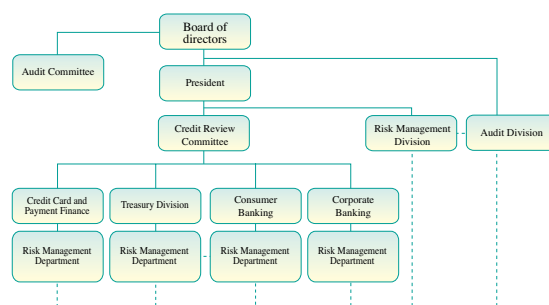 Board of
directors
Audit Committee
President
Credit Review
Committee
Risk Management
Division
Audit Division
Credit Card and
Payment Finance
Treasury Division
Consumer
Banking
Corporate
Banking
Risk Management
Department
Risk Management
Department
Risk Management
Department
Risk Management
Department